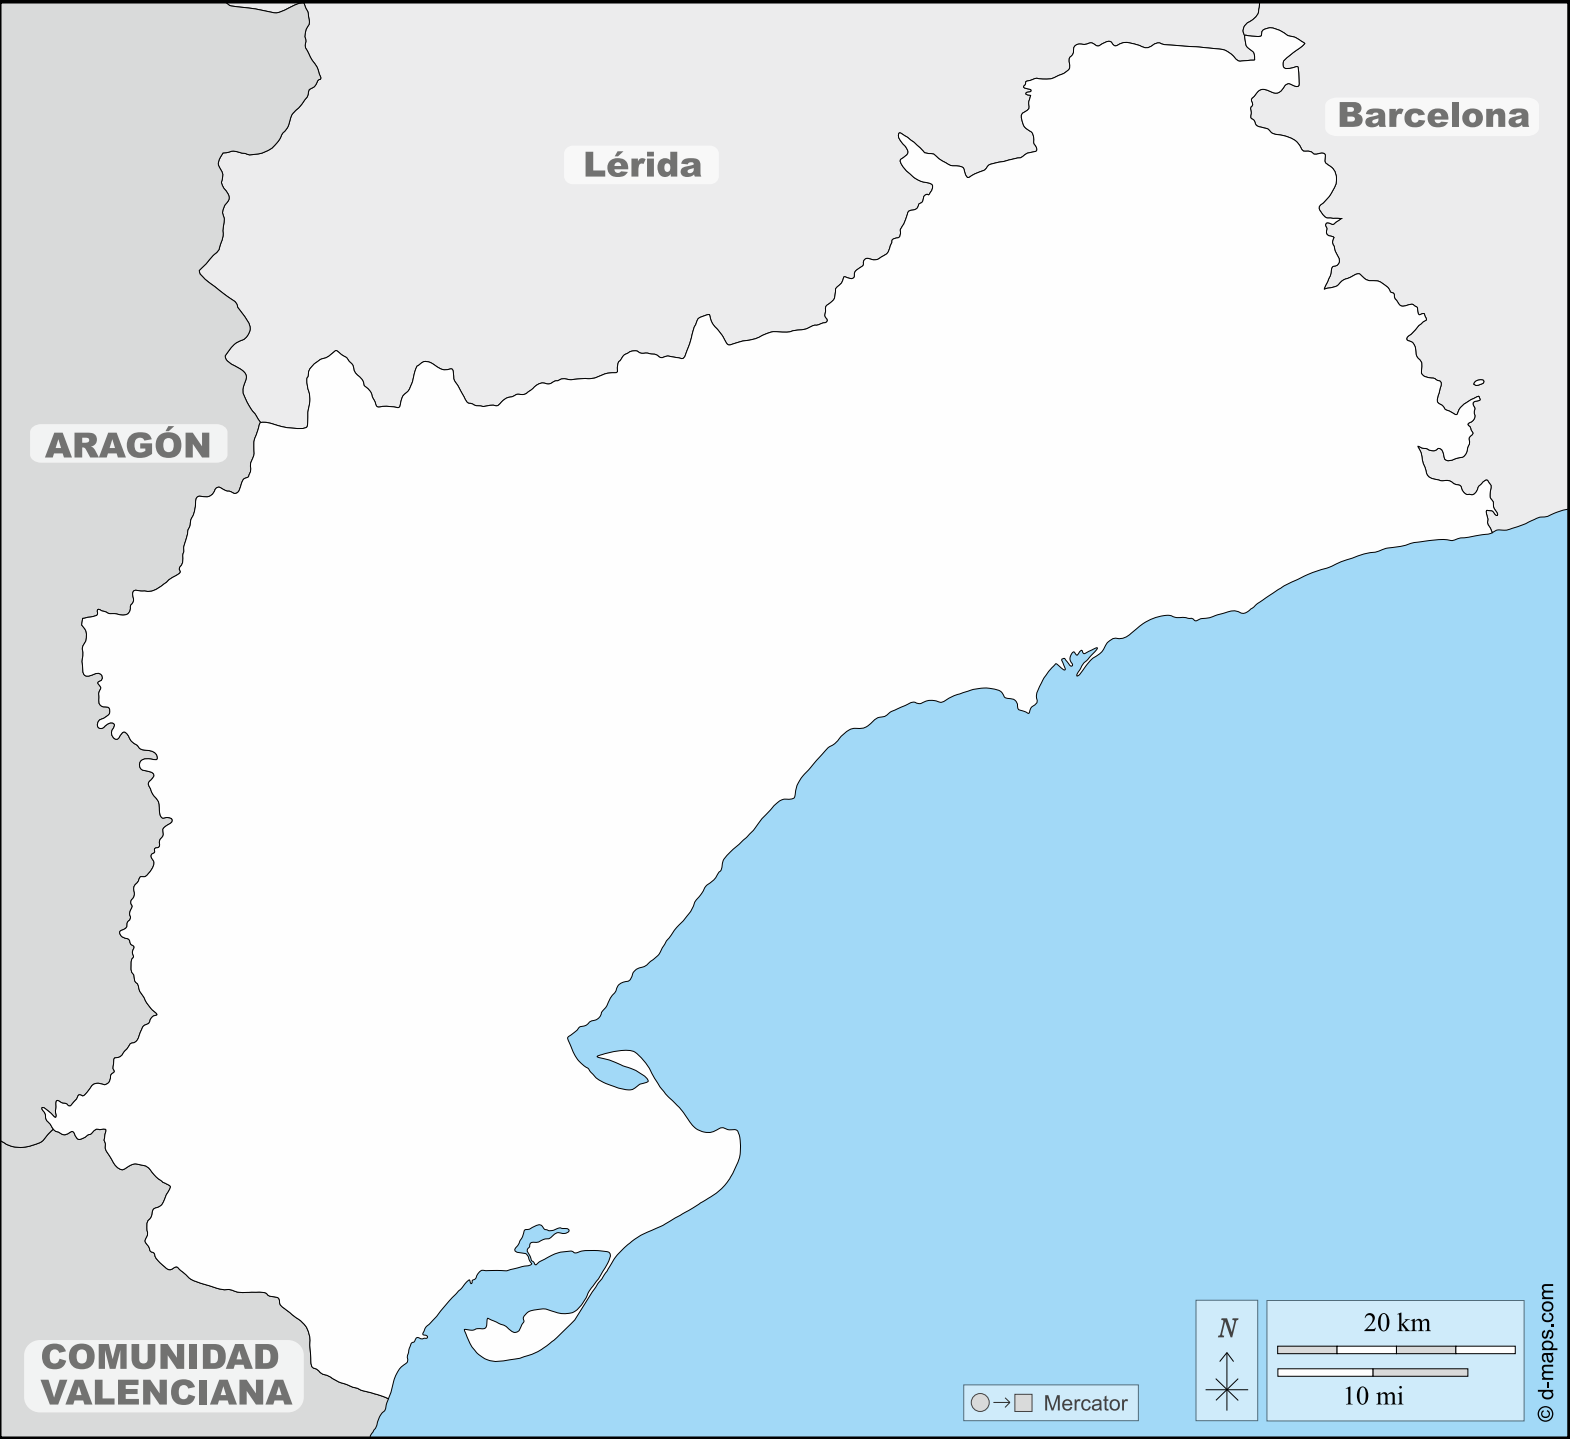 Barcelona
Lérida
ARAGÓN
COMUNIDAD
VALENCIANA
N
20 km
10 mi
Mercator
© d-maps.com